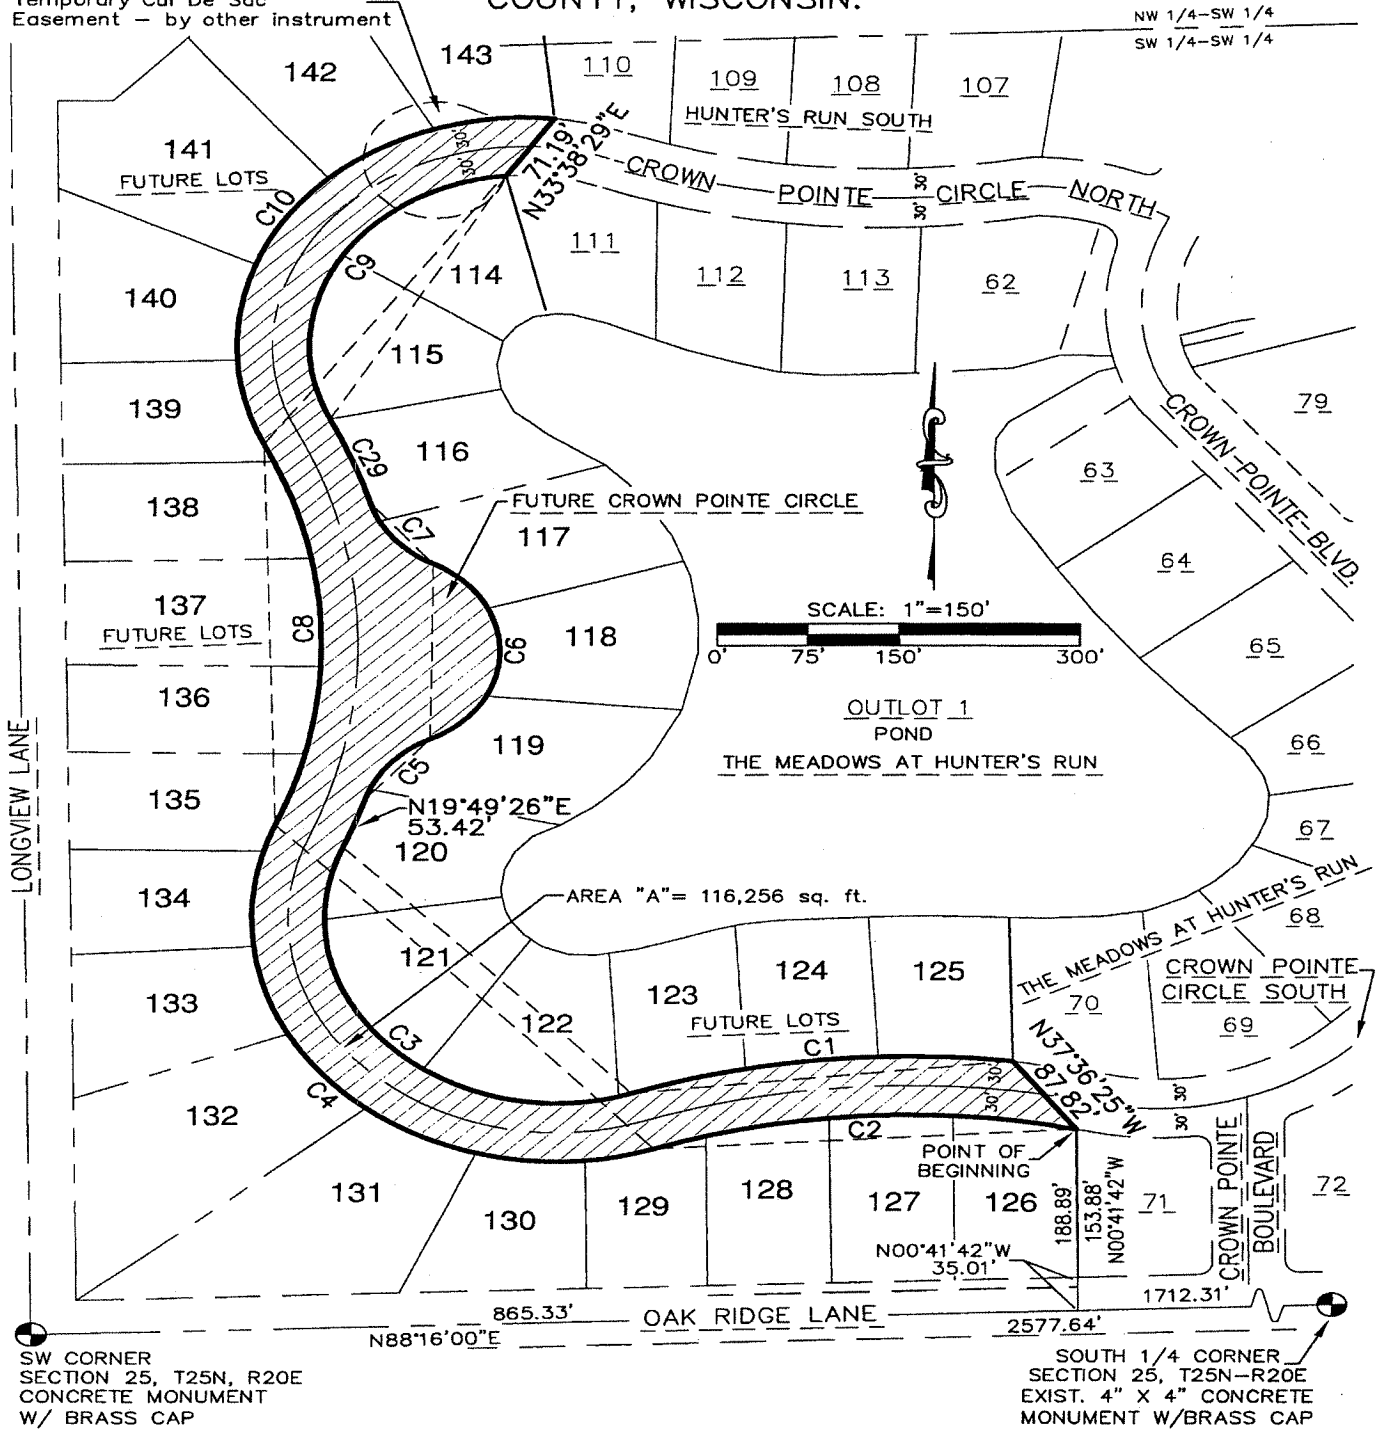 Temporary Cul De Sac
Easement – by other instrument
COUNTY, WISCONSIN.
NW 1/4–SW 1/4
SW 1/4–SW 1/4
142
143
110
109
108
107
HUNTER'S RUN SOUTH
141
FUTURE LOTS
C10
30' 30'
71.19'
N33°38'29"E
CROWN POINTE CIRCLE NORTH
30' 30'
C9
114
111
112
113
62
140
115
139
C29
116
CROWN-POINTE-BLVD.
79
63
138
C7
FUTURE CROWN POINTE CIRCLE
117
64
137
FUTURE LOTS
C8
C6
118
SCALE: 1"=150'
0' 75' 150' 300'
65
136
OUTLOT 1
POND
THE MEADOWS AT HUNTER'S RUN
66
119
C5
LONGVIEW LANE
135
N19°49'26"E
53.42'
67
120
134
AREA "A"= 116,256 sq. ft.
THE MEADOWS AT HUNTER'S RUN
68
121
124
125
CROWN POINTE
CIRCLE SOUTH
133
123
70
69
122
FUTURE LOTS
C3
C1
N37°36'25"W
87.82'
30' 30'
30' 30'
C4
132
C2
POINT OF
BEGINNING
131
130
129
128
127
126
188.89'
153.88'
N00°41'42"W
71
CROWN POINTE
BOULEVARD
72
N00°41'42"W
35.01'
1712.31'
865.33'
OAK RIDGE LANE
N88°16'00"E
2577.64'
SW CORNER
SECTION 25, T25N, R20E
CONCRETE MONUMENT
W/ BRASS CAP
SOUTH 1/4 CORNER
SECTION 25, T25N–R20E
EXIST. 4" X 4" CONCRETE
MONUMENT W/BRASS CAP